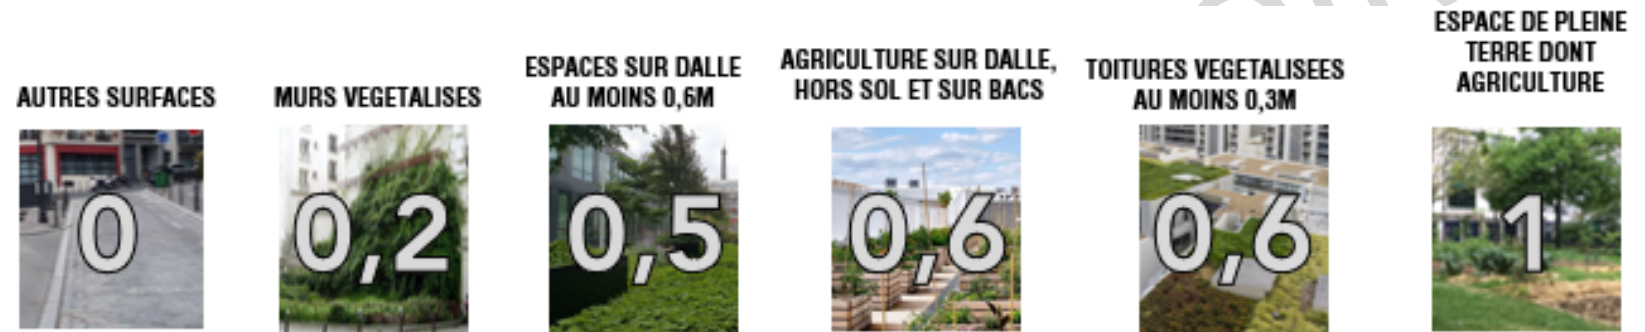 AUTRES SURFACES
0
MURS VEGETALISES
0,2
ESPACES SUR DALLE
AU MOINS 0,6M
0,5
AGRICULTURE SUR DALLE,
HORS SOL ET SUR BACS
0,6
TOITURES VEGETALISEES
AU MOINS 0,3M
0,6
ESPACE DE PLEINE
TERRE DONT
AGRICULTURE
1